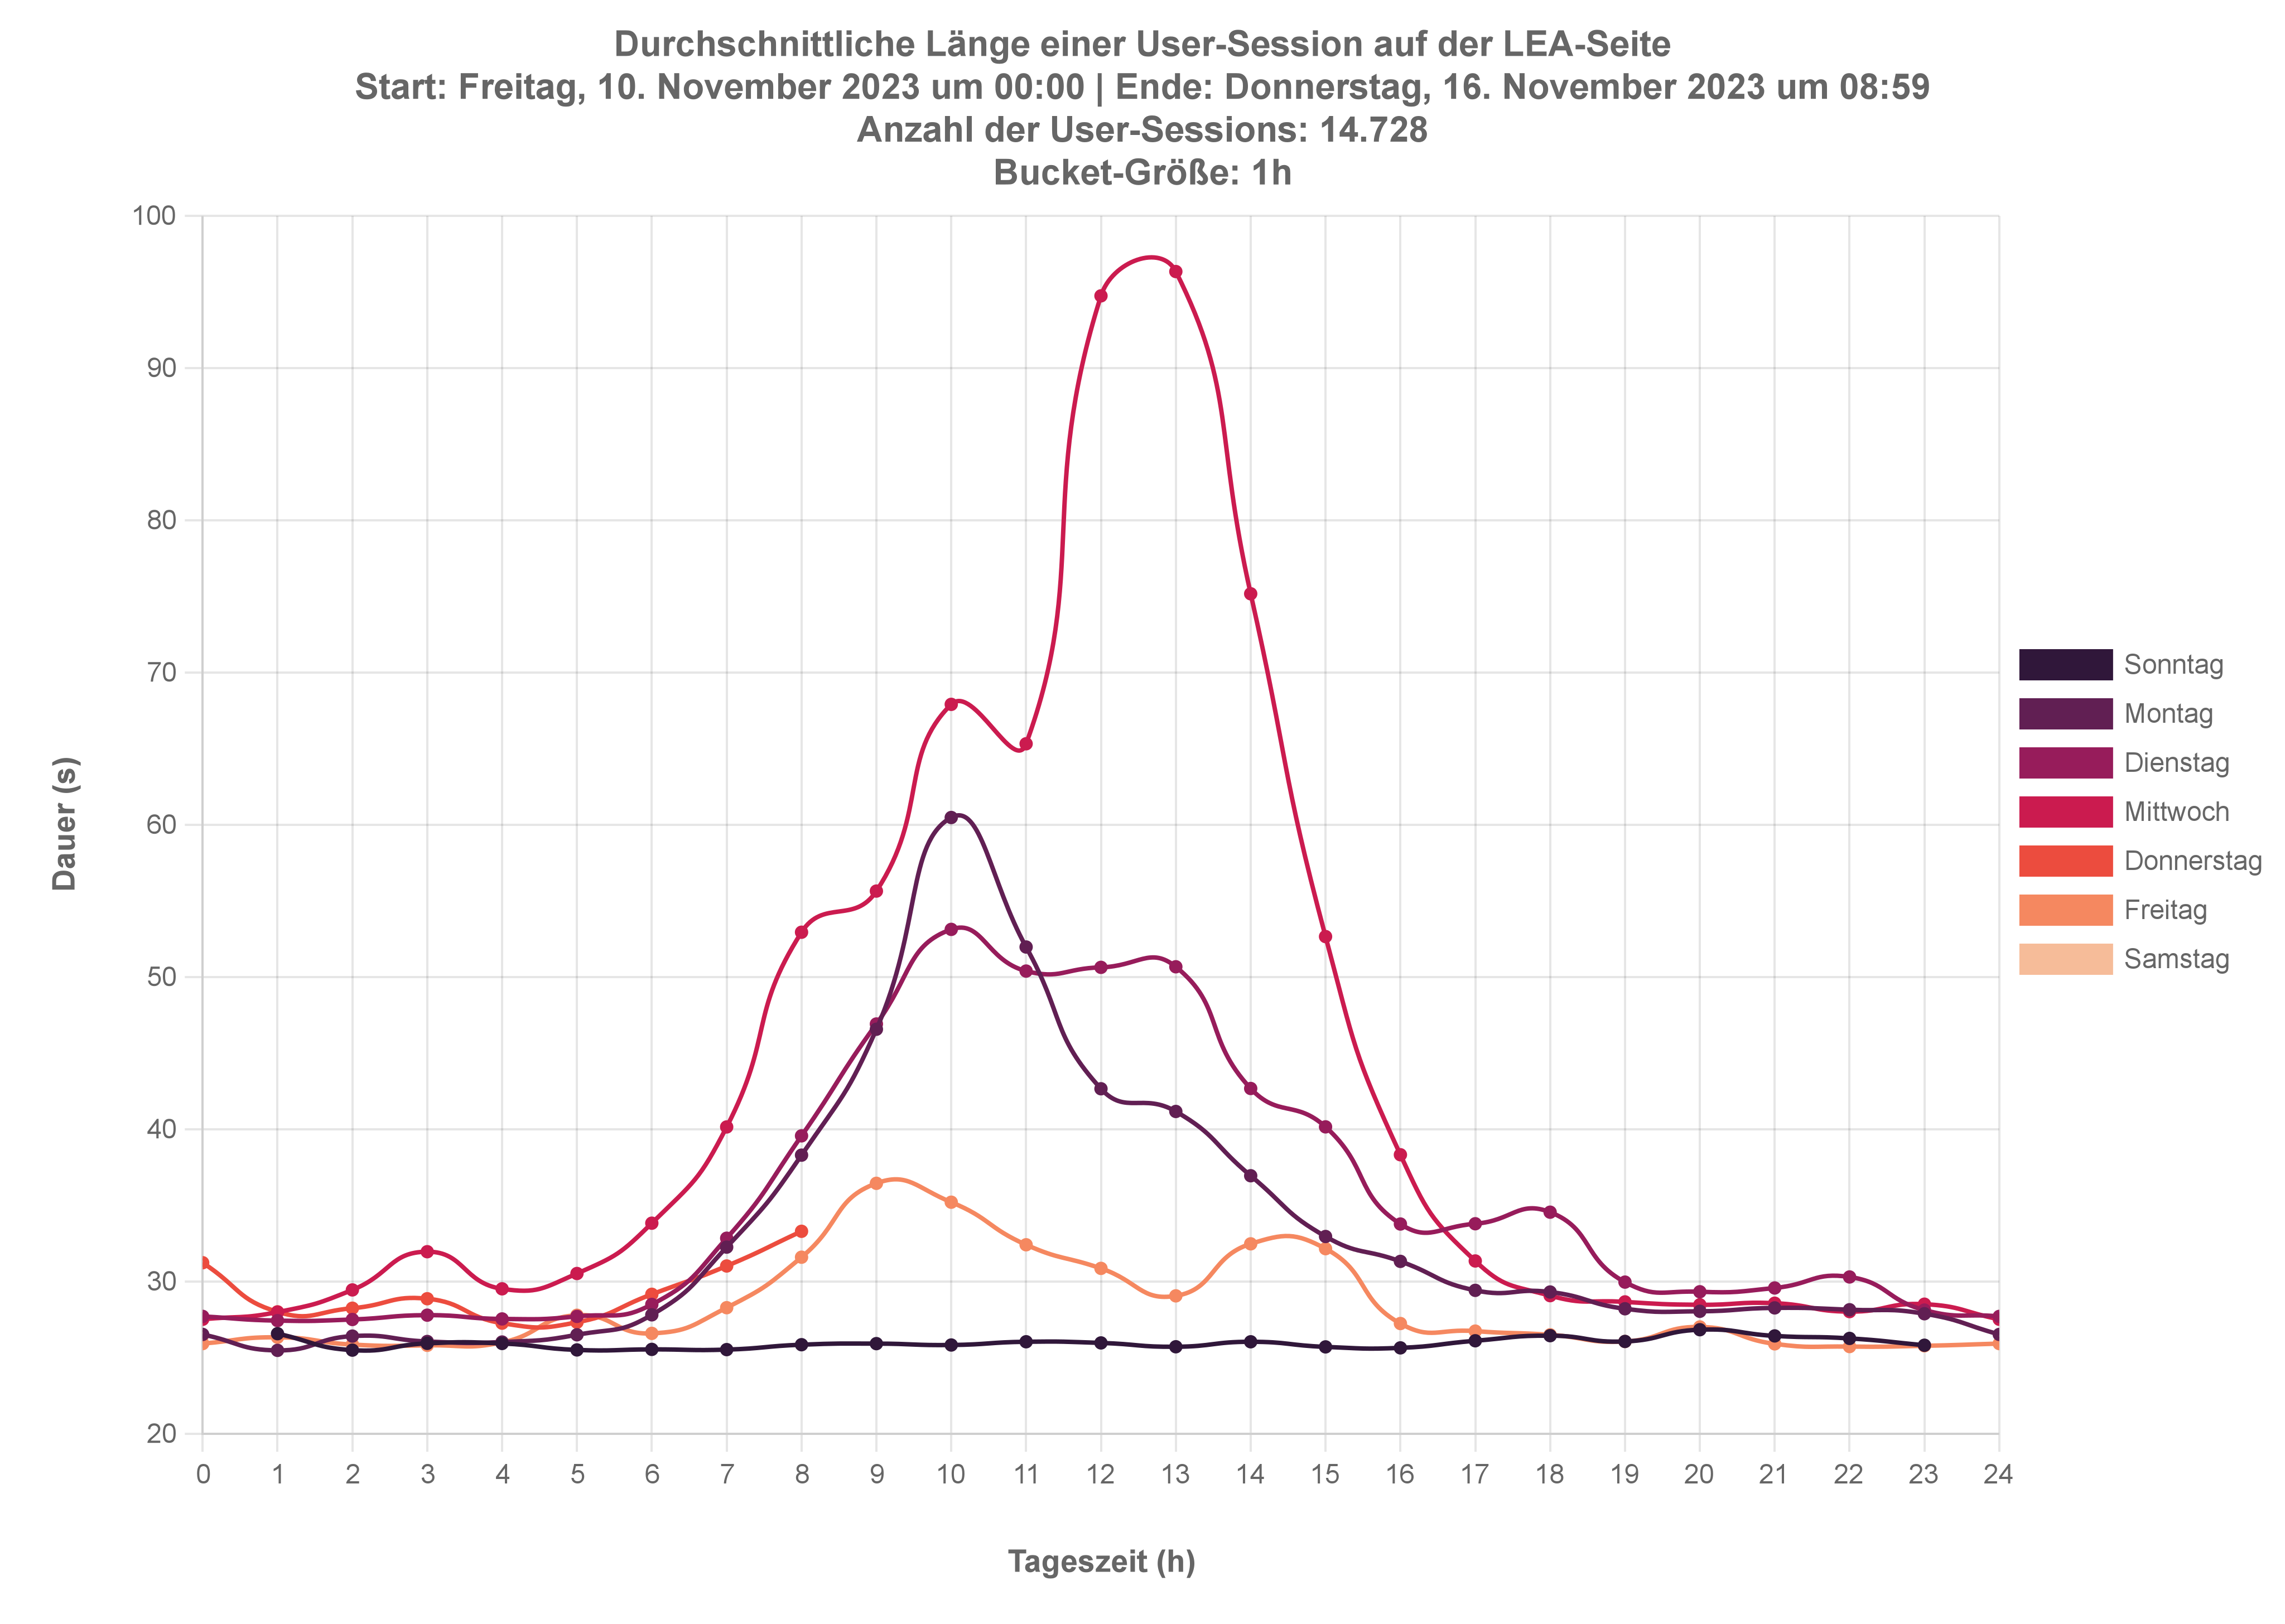 Durchschnittliche Länge einer User-Session auf der LEA-Seite
Start: Freitag, 10. November 2023 um 00:00 | Ende: Donnerstag, 16. November 2023 um 08:59
Anzahl der User-Sessions: 14.728
Bucket-Größe: 1h
100
90
80
70
60
50
40
30
20
Dauer (s)
0 1 2 3 4 5 6 7 8 9 10 11 12 13 14 15 16 17 18 19 20 21 22 23 24
Tageszeit (h)
Sonntag
Montag
Dienstag
Mittwoch
Donnerstag
Freitag
Samstag